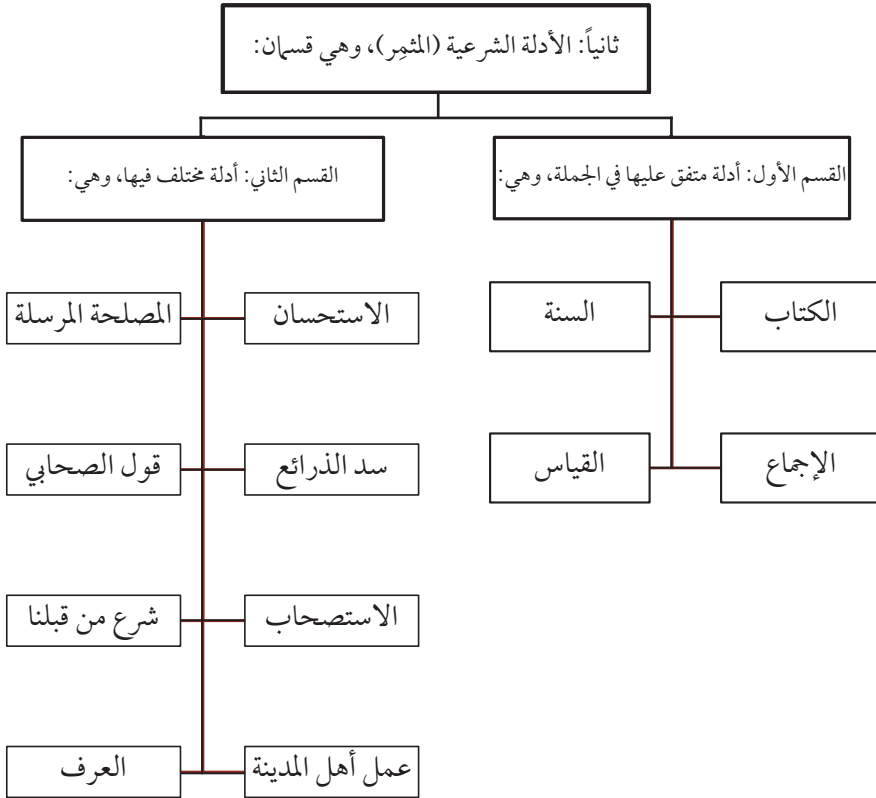 ثانياً: الأدلة الشرعية (المثمِر)، وهي قسمان:
القسم الأول: أدلة متفق عليها في الجملة، وهي:
القسم الثاني: أدلة مختلف فيها، وهي:
الكتاب
السنة
الإجماع
القياس
الاستحسان
المصلحة المرسلة
سد الذرائع
قول الصحابي
الاستصحاب
شرع من قبلنا
عمل أهل المدينة
العرف